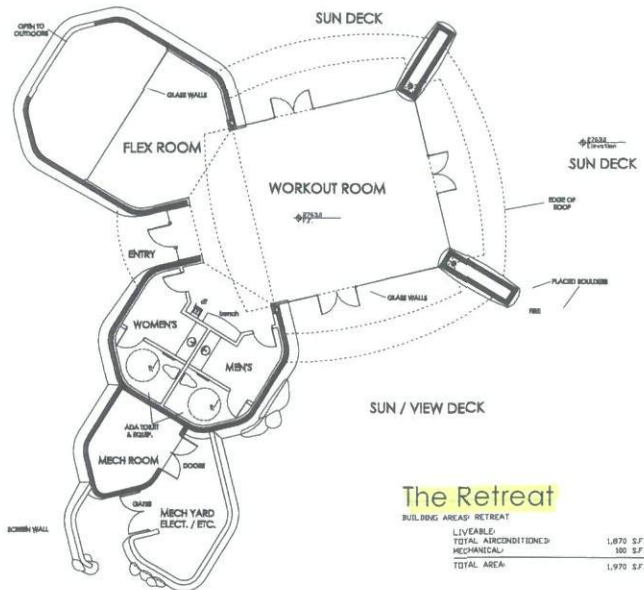 SUN DECK
OPEN TO
OUTDOORS
GLASS WALLS
FLEX ROOM
Elevation
SUN DECK
WORKOUT ROOM
EDGE OF
ROOF
ENTRY
PLACED BOULDERS
FIRE
GLASS WALLS
df
bench
WOMEN'S
MEN'S
SUN / VIEW DECK
ADA TOILET
& EQUIP.
MECH ROOM
DOORS
GATES
MECH YARD
ELECT. / ETC.
SCREEN WALL
The Retreat
BUILDING AREAS: RETREAT
LIVEABLE:
TOTAL AIRCONDITIONED: 1,870 S.F.
MECHANICAL: 100 S.F.
TOTAL AREA: 1,970 S.F.